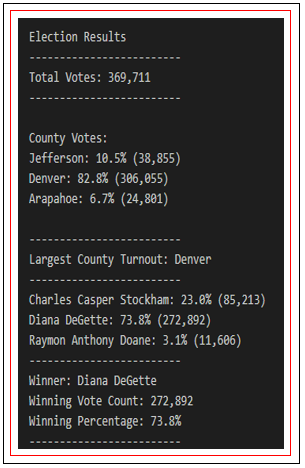 Election Results
-------------------------
Total Votes: 369,711
-------------------------
County Votes:
Jefferson: 10.5% (38,855)
Denver: 82.8% (306,055)
Arapahoe: 6.7% (24,801)
-------------------------
Largest County Turnout: Denver
-------------------------
Charles Casper Stockham: 23.0% (85,213)
Diana DeGette: 73.8% (272,892)
Raymon Anthony Doane: 3.1% (11,606)
-------------------------
Winner: Diana DeGette
Winning Vote Count: 272,892
Winning Percentage: 73.8%
-------------------------